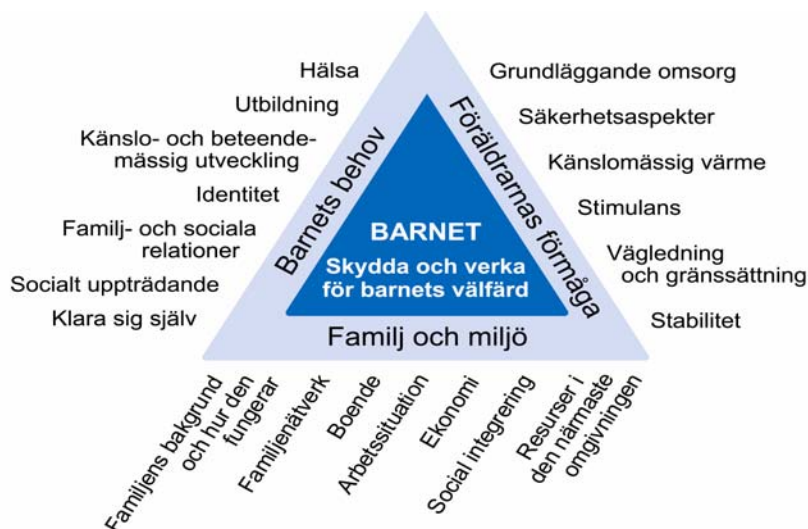 Hälsa
Utbildning
Känslo- och beteende-
mässig utveckling
Identitet
Familj- och sociala
relationer
Socialt uppträdande
Klara sig själv
Barnets behov
BARNET
Skydda och verka
för barnets välfärd
Föräldrarnas förmåga
Grundläggande omsorg
Säkerhetsaspekter
Känslomässig värme
Stimulans
Vägledning
och gränssättning
Stabilitet
Familj och miljö
Familjens bakgrund
och hur den
fungerar
Familjenätverk
Boende
Arbetssituation
Ekonomi
Social integrering
Resurser i
den närmaste
omgivningen